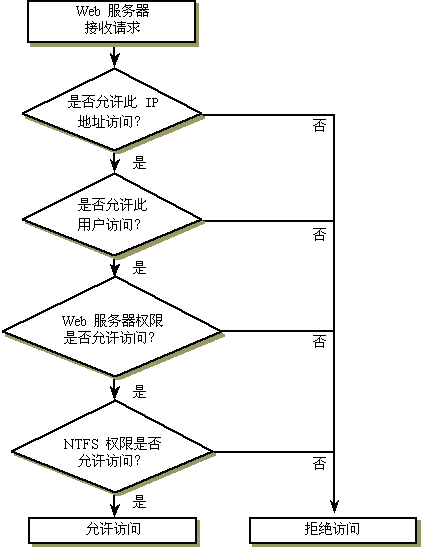 Web 服务器
接收请求
是否允许此 IP
地址访问?
否
是
是否允许此
用户访问?
否
是
Web 服务器权限
是否允许访问?
否
是
NTFS 权限是否
允许访问?
否
是
允许访问
拒绝访问